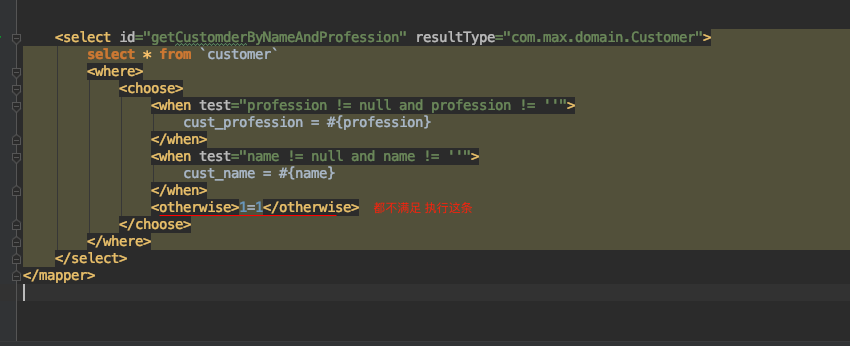 <select id="getCustomderByNameAndProfession" resultType="com.max.domain.Customer">
select * from `customer`
<where>
<choose>
<when test="profession != null and profession != ''">
cust_profession = #{profession}
</when>
<when test="name != null and name != ''">
cust_name = #{name}
</when>
<otherwise>1=1</otherwise> 都不满足,执行这条
</choose>
</where>
</select>
</mapper>